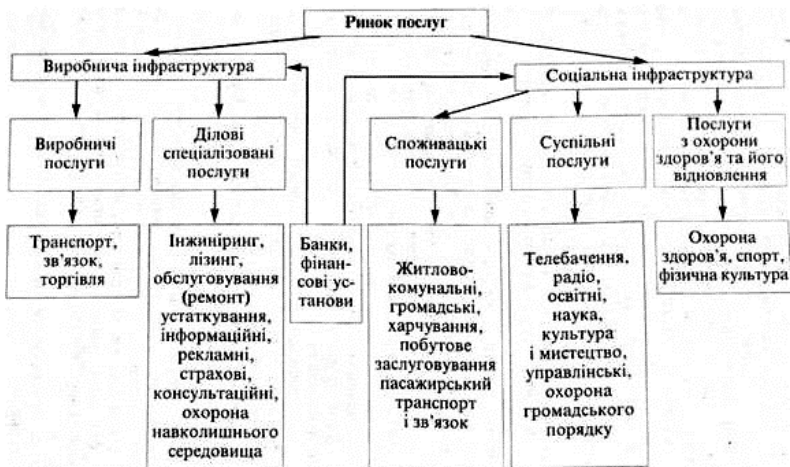 Ринок послуг
Виробнича інфраструктура
Соціальна інфраструктура
Виробничі
послуги
Ділові
спеціалізовані
послуги
Споживацькі
послуги
Суспільні
послуги
Послуги
з охорони
здоров'я та його
відновлення
Транспорт,
зв'язок,
торгівля
Інжиніринг,
лізинг,
обслуговування
(ремонт)
устаткування,
інформаційні,
рекламні,
страхові,
консультаційні,
охорона
навколишнього
середовища
Банки,
фінан-
сові ус-
танови
Житлово-
комунальні,
громадські,
харчування,
побутове
заслуговування
пасажирський
транспорт
і зв'язок
Телебачення,
радіо,
освітні,
наука,
культура
і мистецтво,
управлінські,
охорона
громадського
порядку
Охорона
здоров'я, спорт,
фізична культура